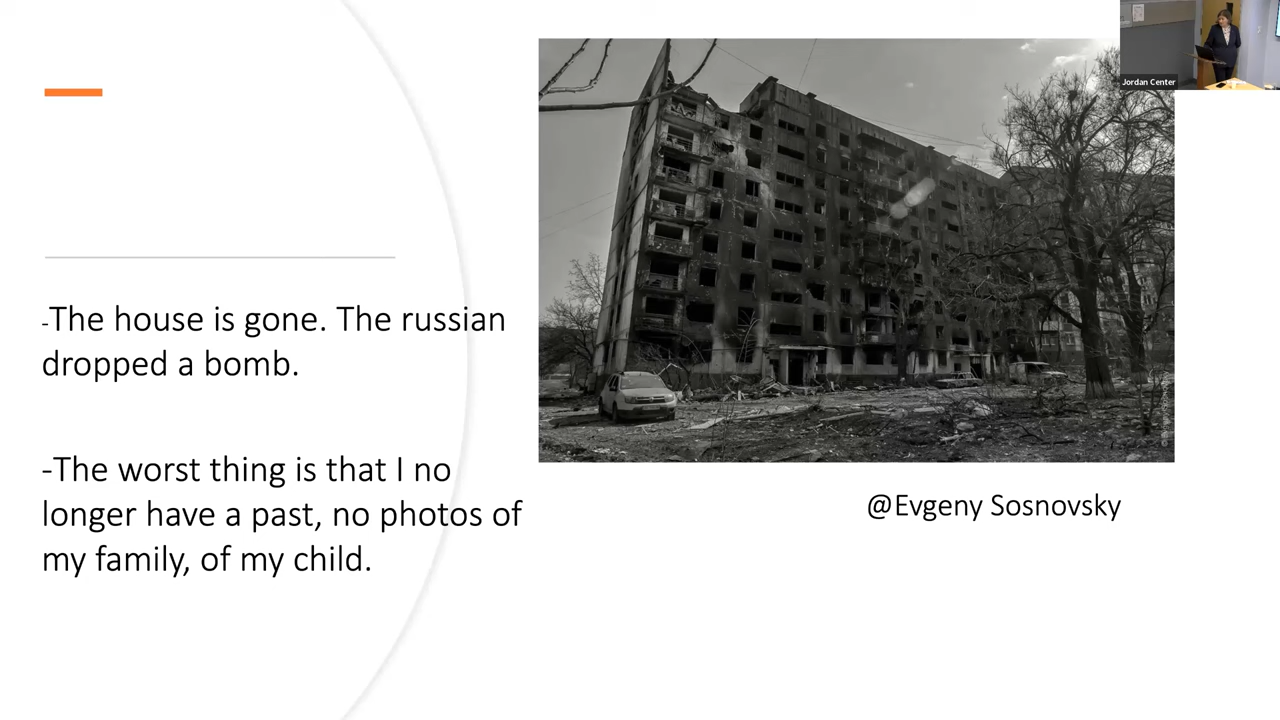 Jordan Center
-The house is gone. The russian
dropped a bomb.
-The worst thing is that I no
longer have a past, no photos of
my family, of my child.
@Evgeny Sosnovsky